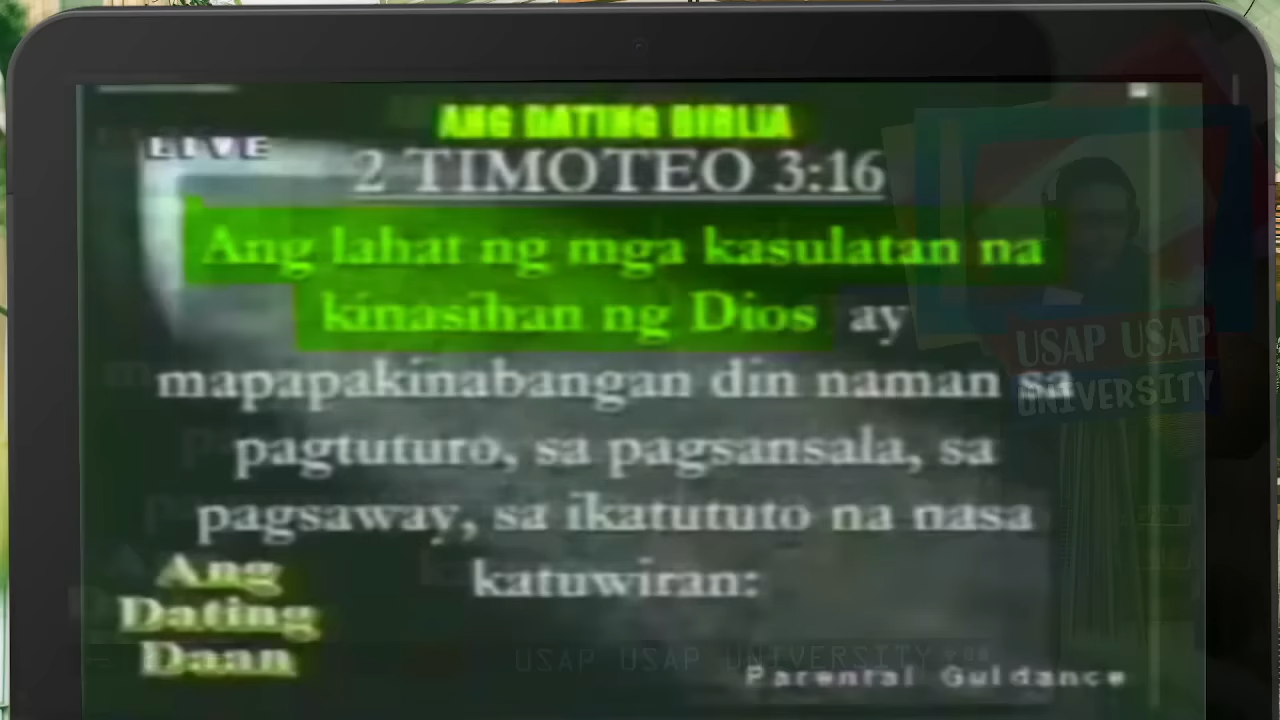 ANG DATING BIBLIA
LIVE
2 TIMOTEO 3:16
Ang lahat ng mga kasulatan na
kinasihan ng Dios ay
mapapakinabangan din naman sa
pagtuturo, sa pagsansala, sa
pagsaway, sa ikatututo na nasa
katuwiran:
USAP USAP
UNIVERSITY
Ang
Dating
Daan
USAP USAP UNIVERSITY
Parental Guidance